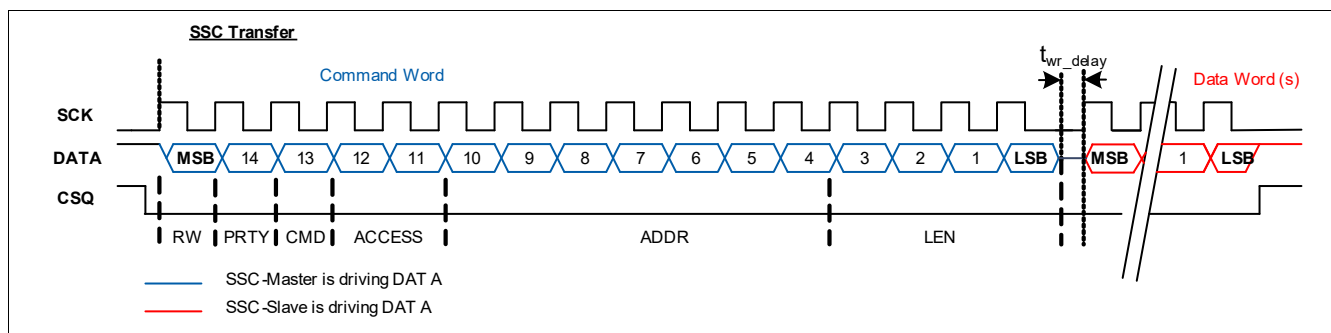 SSC Transfer
Command Word
twr_delay
Data Word (s)
SCK
DATA MSB 14 13 12 11 10 9 8 7 6 5 4 3 2 1 LSB MSB 1 LSB
CSQ
RW PRTY CMD ACCESS ADDR LEN
SSC-Master is driving DAT A
SSC-Slave is driving DAT A